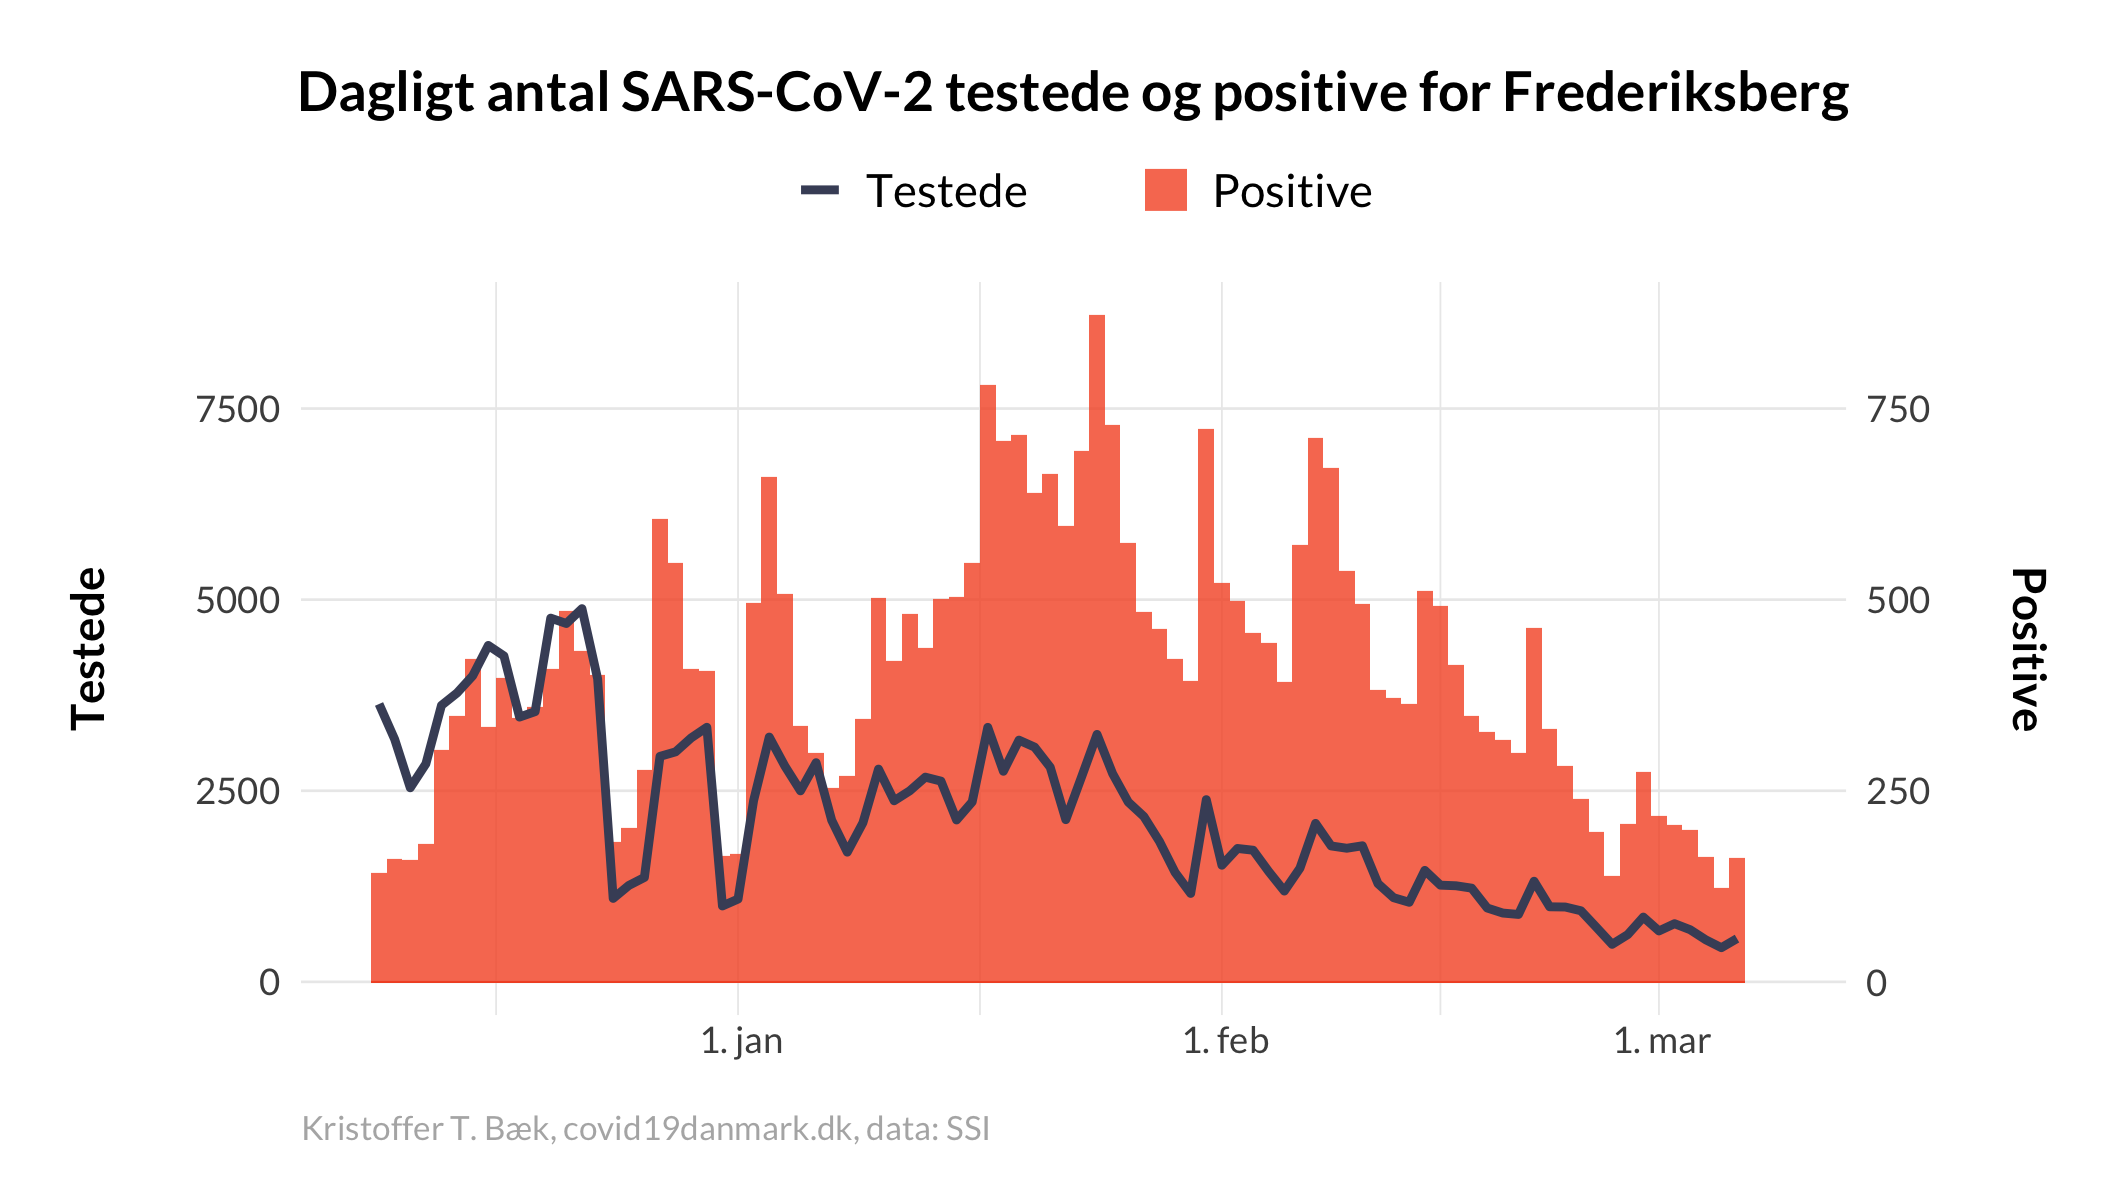 Dagligt antal SARS-CoV-2 testede og positive for Frederiksberg
Testede Positive
7500 750
5000 500
2500 250
0 0
Testede
Positive
1. jan 1. feb 1. mar
Kristoffer T. Bæk, covid19danmark.dk, data: SSI